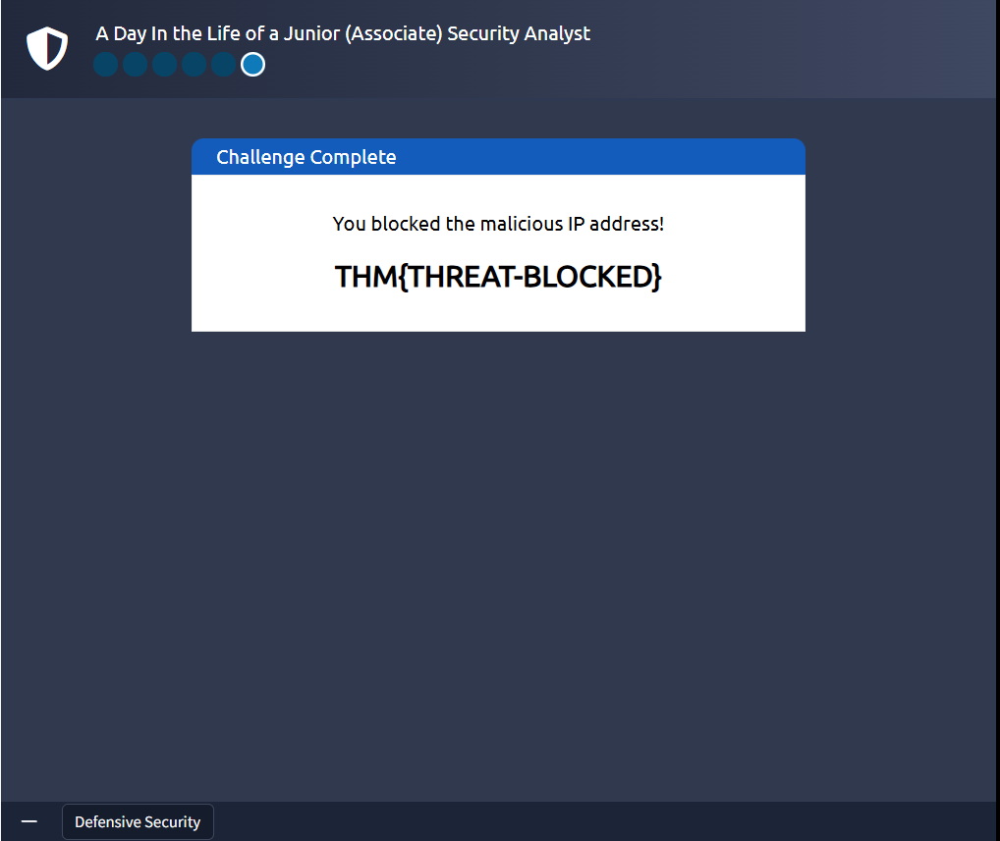 A Day In the Life of a Junior (Associate) Security Analyst
Challenge Complete
You blocked the malicious IP address!
THM{THREAT-BLOCKED}
Defensive Security